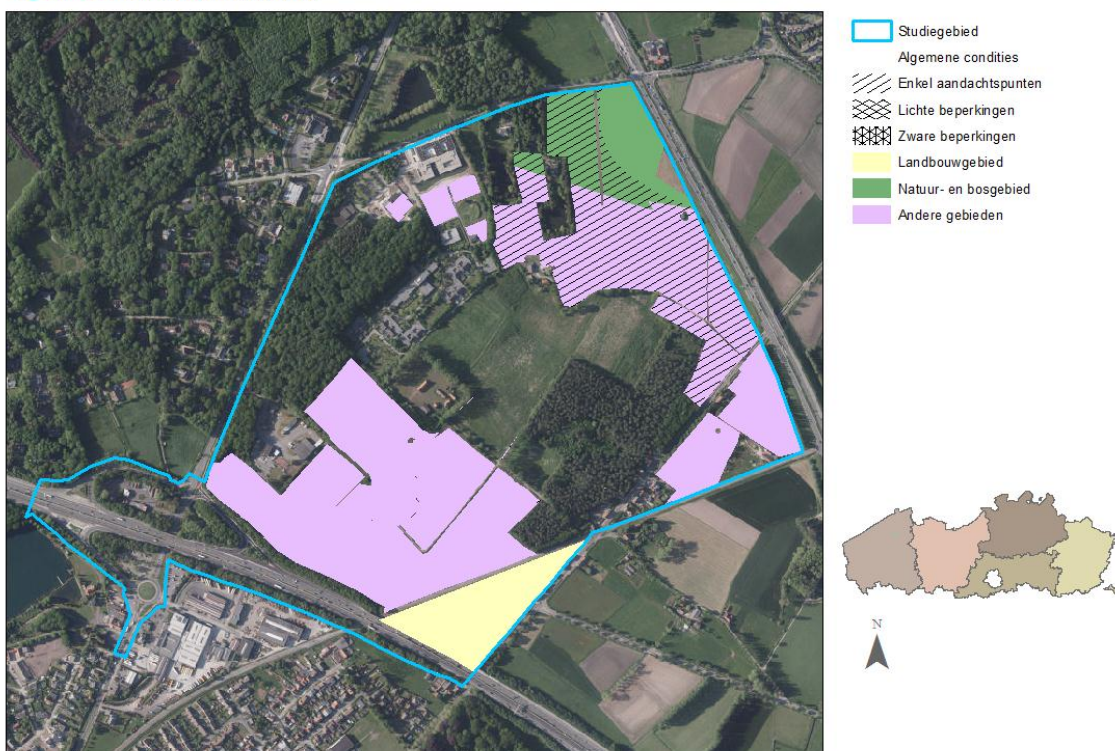 Studiegebied
Algemene condities
Enkel aandachtspunten
Lichte beperkingen
Zware beperkingen
Landbouwgebied
Natuur- en bosgebied
Andere gebieden
N